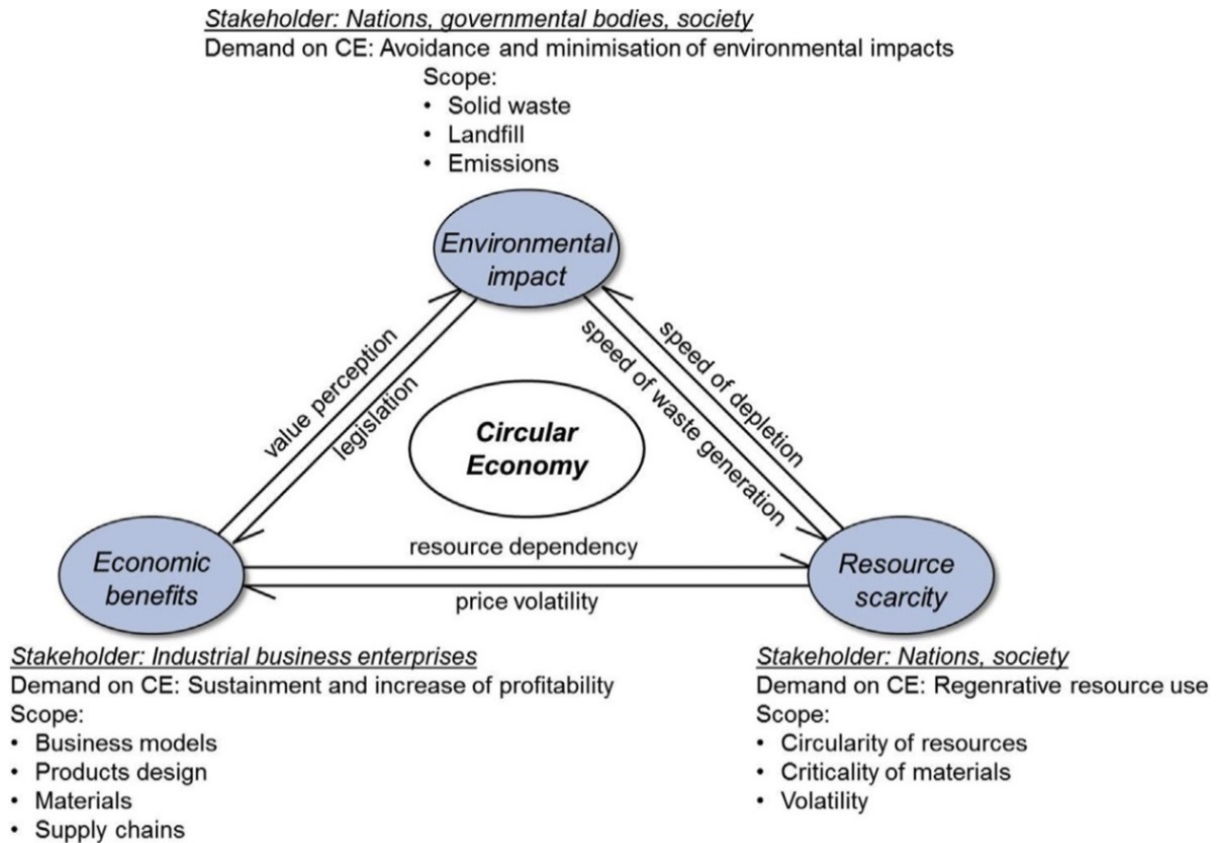 Stakeholder: Nations, governmental bodies, society
Demand on CE: Avoidance and minimisation of environmental impacts
Scope:
• Solid waste
• Landfill
• Emissions
Environmental
impact
value perception
legislation
speed of waste generation
speed of depletion
Circular
Economy
Economic
benefits
resource dependency
price volatility
Resource
scarcity
Stakeholder: Industrial business enterprises
Demand on CE: Sustainment and increase of profitability
Scope:
• Business models
• Products design
• Materials
• Supply chains
Stakeholder: Nations, society
Demand on CE: Regenrative resource use
Scope:
• Circularity of resources
• Criticality of materials
• Volatility